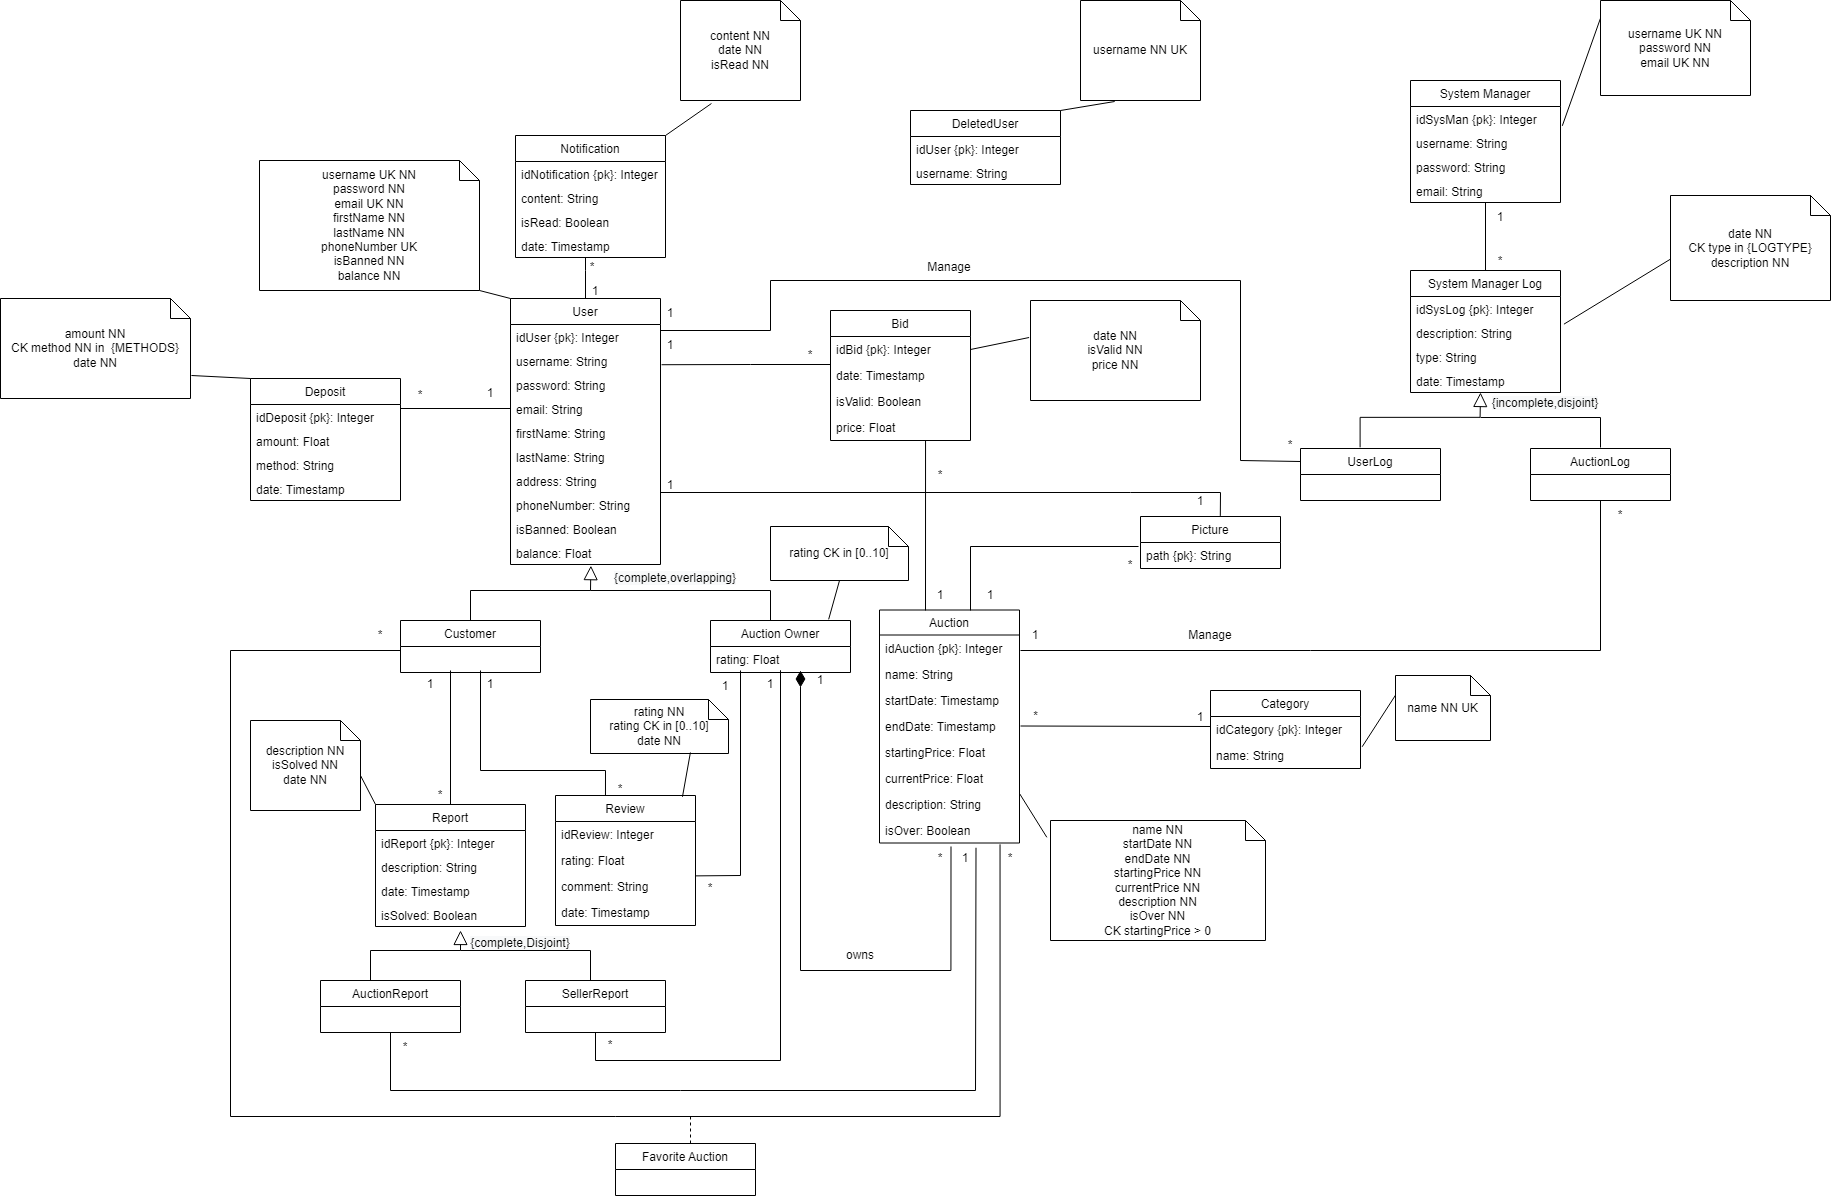 content NN
date NN
isRead NN
username NN UK
username UK NN
password NN
email UK NN
System Manager
idSysMan {pk}: Integer
username: String
password: String
email: String
DeletedUser
idUser {pk}: Integer
username: String
Notification
idNotification {pk}: Integer
content: String
isRead: Boolean
date: Timestamp
username UK NN
password NN
email UK NN
firstName NN
lastName NN
phoneNumber UK
isBanned NN
balance NN
1
*
date NN
CK type in {LOGTYPE}
description NN
*
1
Manage
System Manager Log
idSysLog {pk}: Integer
description: String
type: String
date: Timestamp
amount NN
CK method NN in {METHODS}
date NN
User
idUser {pk}: Integer
username: String
password: String
email: String
firstName: String
lastName: String
address: String
phoneNumber: String
isBanned: Boolean
balance: Float
1
1
*
Bid
idBid {pk}: Integer
date: Timestamp
isValid: Boolean
price: Float
date NN
isValid NN
price NN
Deposit
idDeposit {pk}: Integer
amount: Float
method: String
date: Timestamp
*
1
{incomplete,disjoint}
*
UserLog
AuctionLog
*
*
1
1
Picture
path {pk}: String
*
rating CK in [0..10]
{complete,overlapping}
1
1
*
Customer
Auction Owner
rating: Float
Auction
idAuction {pk}: Integer
name: String
startDate: Timestamp
endDate: Timestamp
startingPrice: Float
currentPrice: Float
description: String
isOver: Boolean
1
Manage
1
1
1
1
1
*
1
Category
idCategory {pk}: Integer
name: String
name NN UK
rating NN
rating CK in [0..10]
date NN
description NN
isSolved NN
date NN
*
*
Report
idReport {pk}: Integer
description: String
date: Timestamp
isSolved: Boolean
Review
idReview: Integer
rating: Float
comment: String
date: Timestamp
*
*
1
*
name NN
startDate NN
endDate NN
startingPrice NN
currentPrice NN
description NN
isOver NN
CK startingPrice > 0
{complete,Disjoint}
owns
AuctionReport
SellerReport
*
*
Favorite Auction